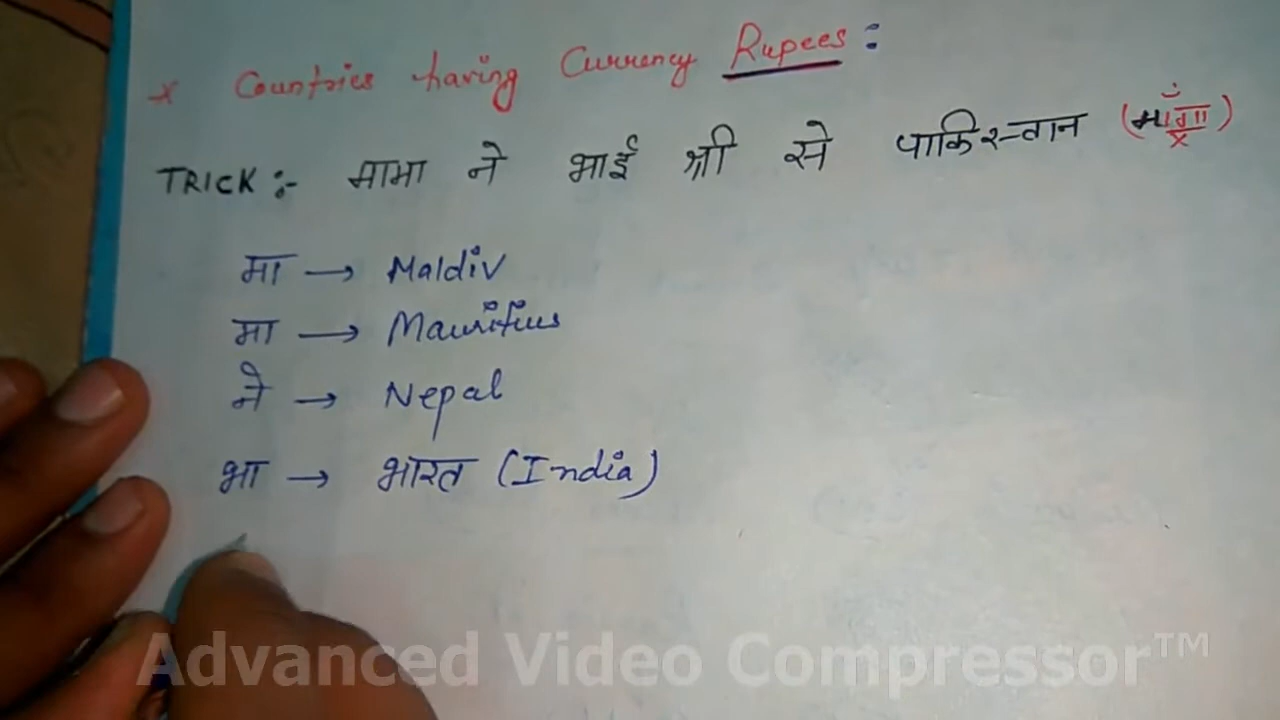 * Countries having Currency Rupees :
TRICK :- मामा ने भाई श्री से पाकिस्तान (माँगा)
x
मा → Maldiv
मा → Mauritius
ने → Nepal
भा → भारत (India)
Advanced Video Compressor™